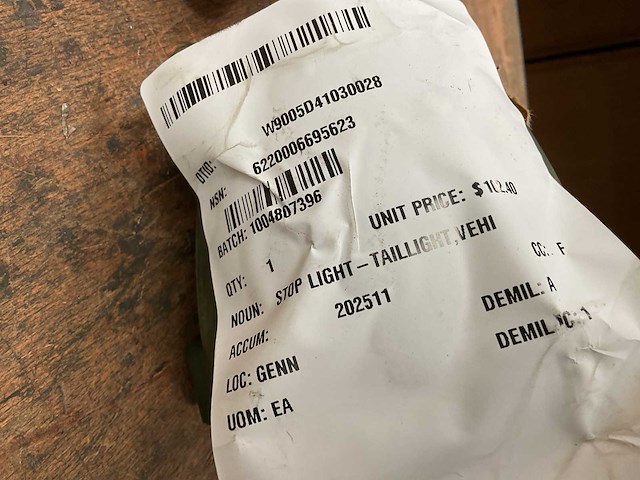 DTID: W9005D41030028
NSN: 6220006695623
BATCH: 1004807396
UNIT PRICE:
QTY: 1
NOUN: STOP LIGHT-TAILLIGHT,VEHI
CC: F
ACCUM: 202511
DEMIL: A
LOC: GENN
DEMIL
UOM: EA